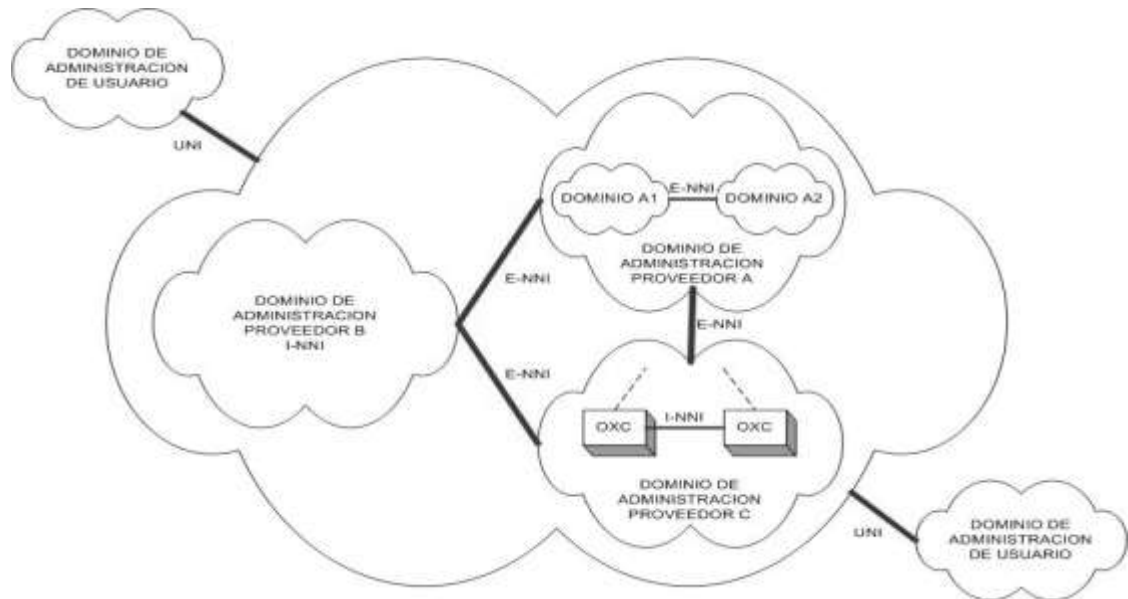 DOMINIO DE
ADMINISTRACION
DE USUARIO
UNI
DOMINIO A1
E-NNI
DOMINIO A2
DOMINIO DE
ADMINISTRACION
PROVEEDOR A
E-NNI
DOMINIO DE
ADMINISTRACION
PROVEEDOR B
I-NNI
E-NNI
E-NNI
OXC
I-NNI
OXC
DOMINIO DE
ADMINISTRACION
PROVEEDOR C
UNI
DOMINIO DE
ADMINISTRACION
DE USUARIO